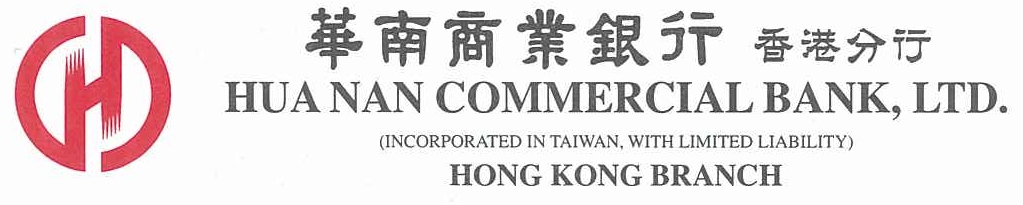 華南商業銀行 香港分行
HUA NAN COMMERCIAL BANK, LTD.
(INCORPORATED IN TAIWAN, WITH LIMITED LIABILITY)
HONG KONG BRANCH